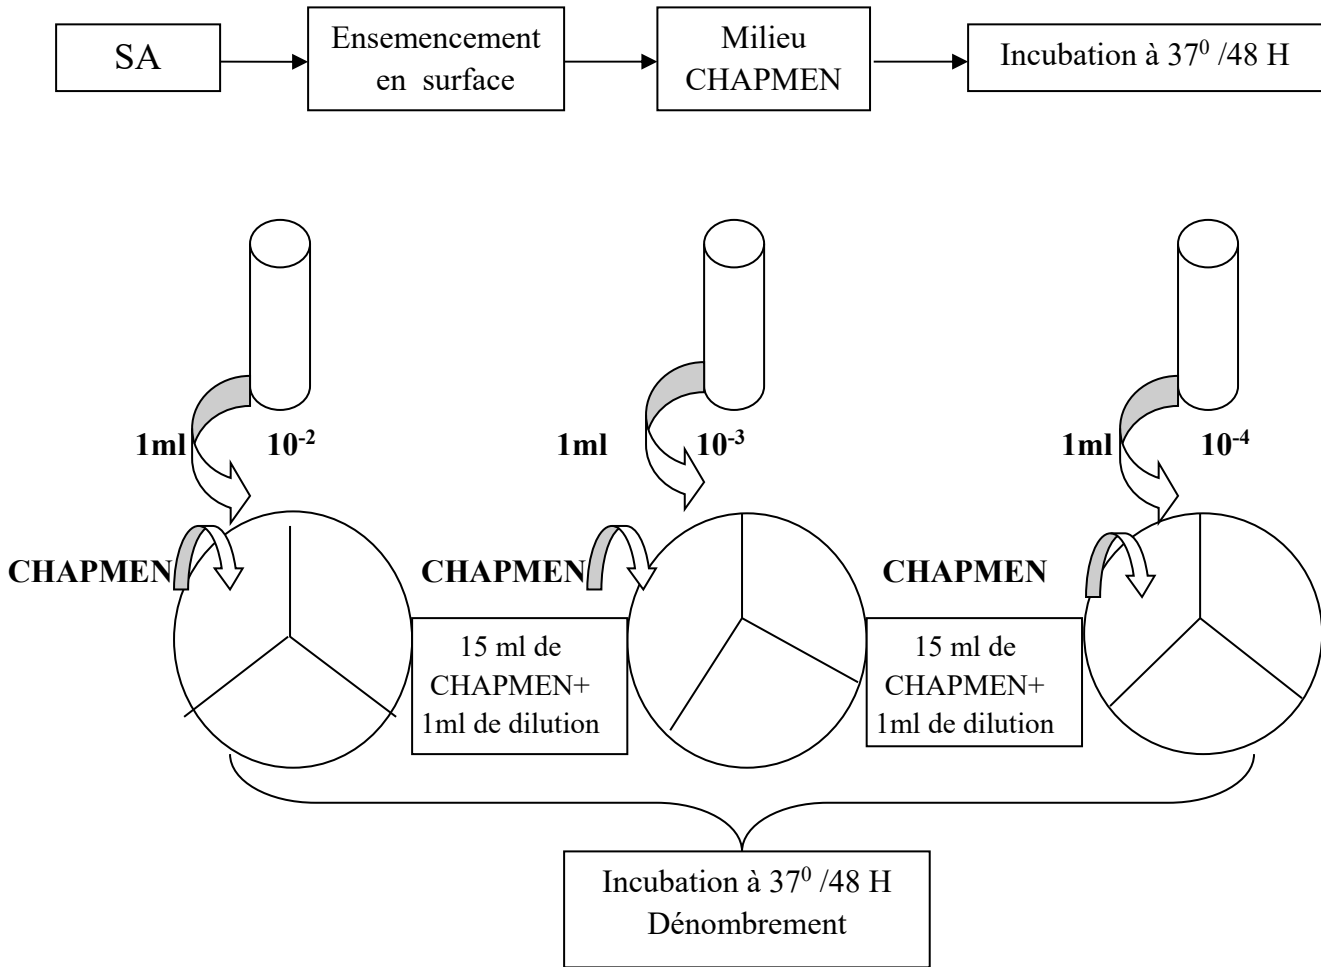 SA
Ensemencement
en surface
Milieu
CHAPMEN
Incubation à 37⁰ /48 H
1ml
10⁻²
1ml
10⁻³
1ml
10⁻⁴
CHAPMEN
CHAPMEN
CHAPMEN
15 ml de
CHAPMEN+
1ml de dilution
15 ml de
CHAPMEN+
1ml de dilution
Incubation à 37⁰ /48 H
Dénombrement